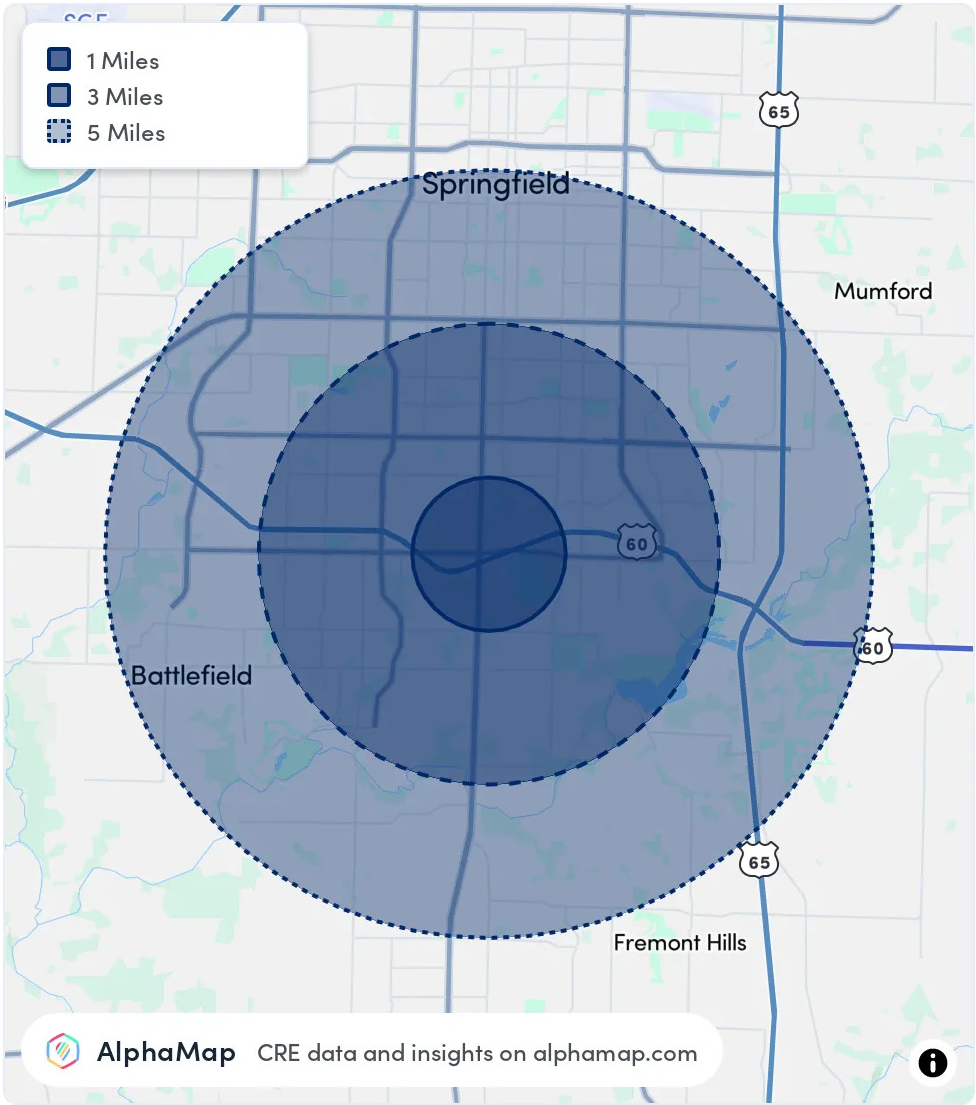 SGF
1 Miles
3 Miles
5 Miles
65
Springfield
Mumford
60
60
Battlefield
65
Fremont Hills
AlphaMap CRE data and insights on alphamap.com
i